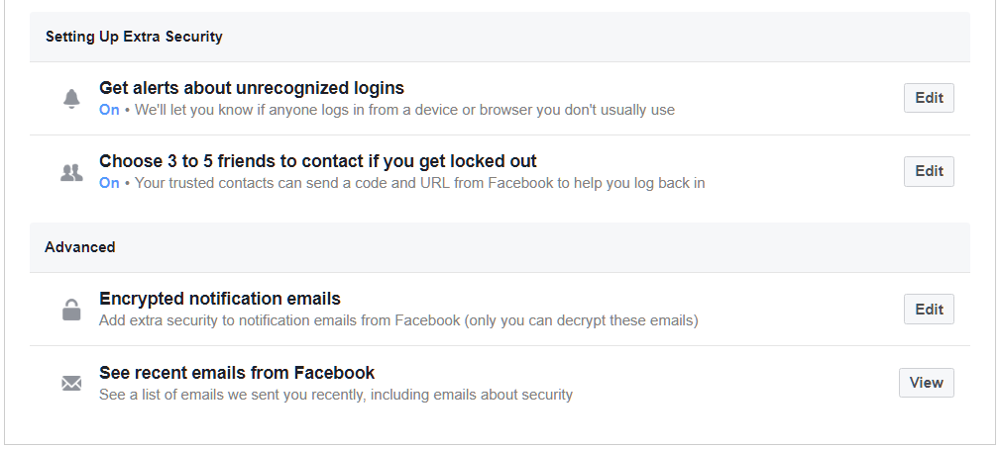 Setting Up Extra Security
Get alerts about unrecognized logins
On • We'll let you know if anyone logs in from a device or browser you don't usually use
Edit
Choose 3 to 5 friends to contact if you get locked out
On • Your trusted contacts can send a code and URL from Facebook to help you log back in
Edit
Advanced
Encrypted notification emails
Add extra security to notification emails from Facebook (only you can decrypt these emails)
Edit
See recent emails from Facebook
See a list of emails we sent you recently, including emails about security
View